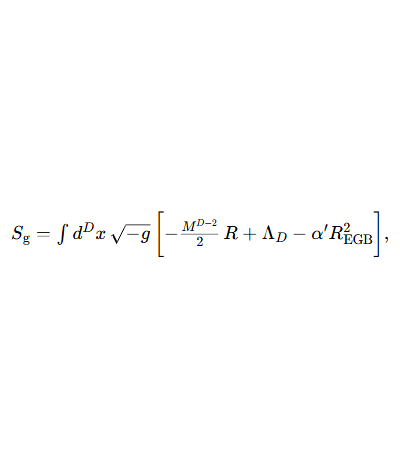 S_g = ∫ d^D x √−g [ − M^{D−2}/2 R + Λ_D − α′R²_EGB ],